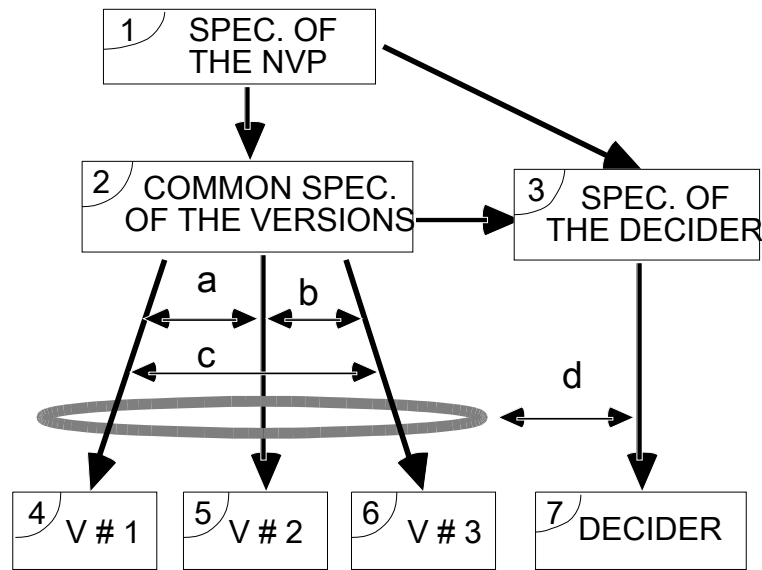 1
SPEC. OF
THE NVP
2
COMMON SPEC.
OF THE VERSIONS
3
SPEC. OF
THE DECIDER
a
b
c
d
4
V # 1
5
V # 2
6
V # 3
7
DECIDER